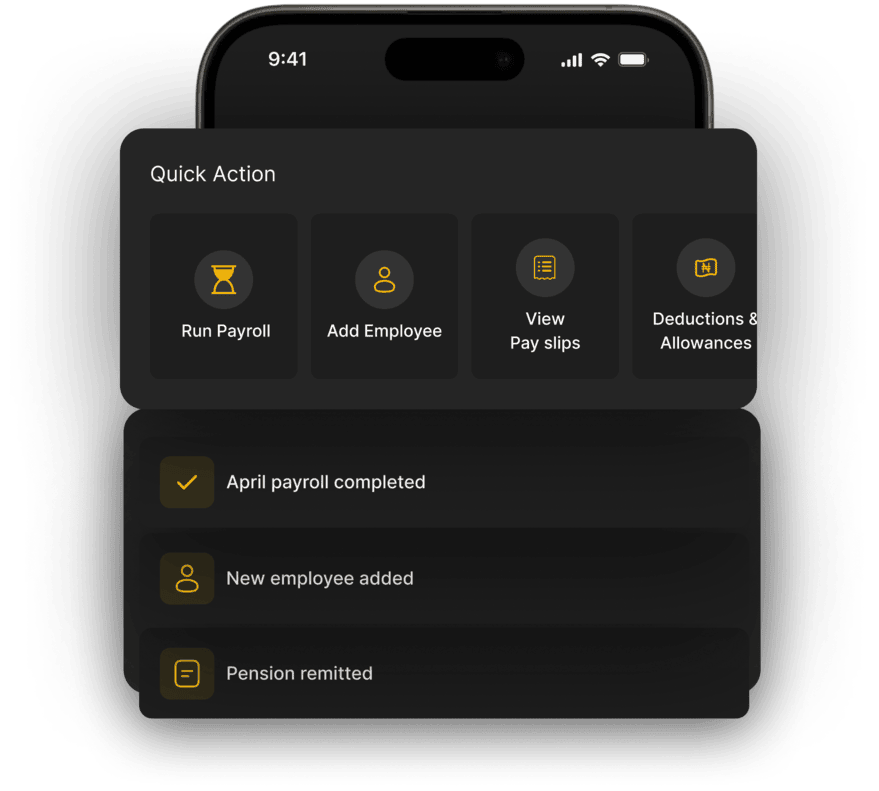 9:41
Quick Action
Run Payroll
Add Employee
View
Pay slips
Deductions &
Allowances
₦
April payroll completed
New employee added
Pension remitted